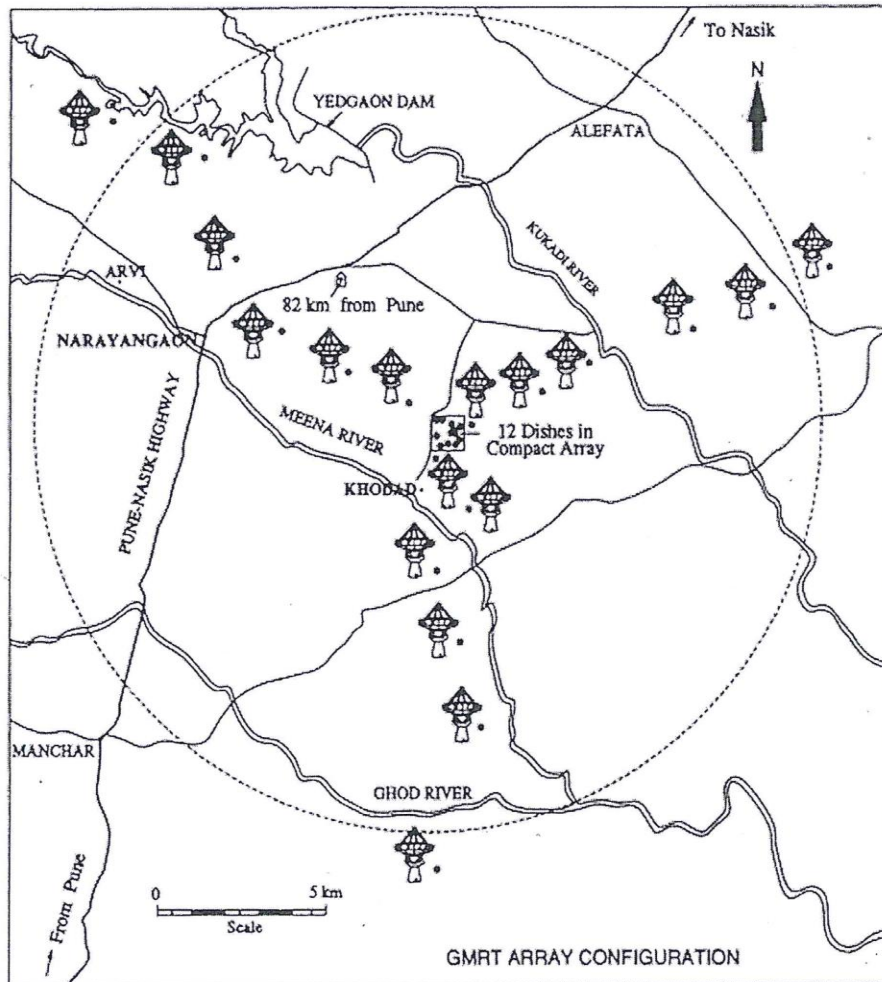 To Nasik
N
YEDGAON DAM
ALEFATA
KUKADI RIVER
ARVI
82 km from Pune
NARAYANGAON
PUNE-NASIK HIGHWAY
MEENA RIVER
12 Dishes in
Compact Array
KHODAD
MANCHAR
GHOD RIVER
From Pune
0
5 km
Scale
GMRT ARRAY CONFIGURATION